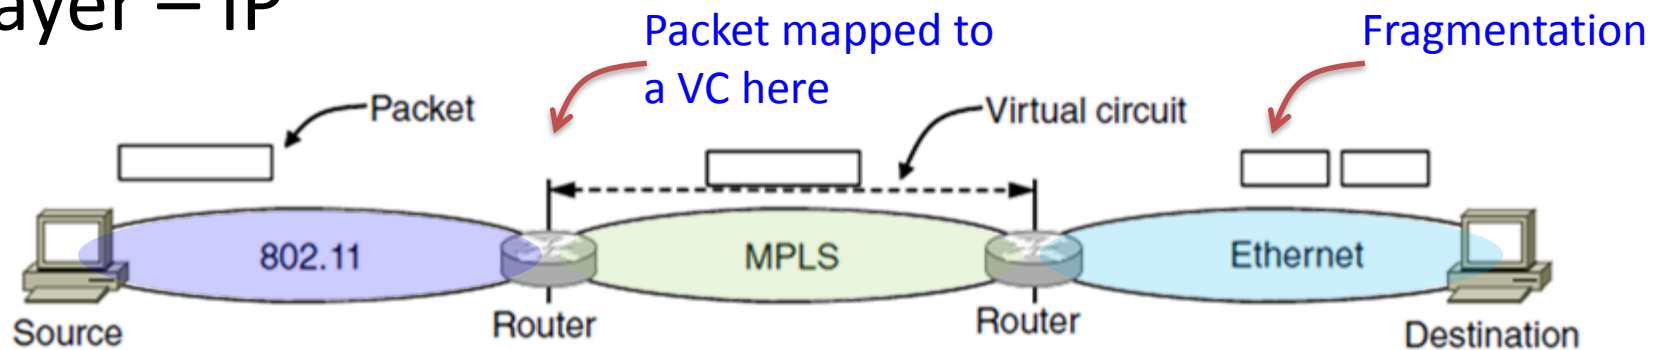 ayer – IP
Packet mapped to
a VC here
Fragmentation
Packet
Virtual circuit
802.11
MPLS
Ethernet
Source
Router
Router
Destination